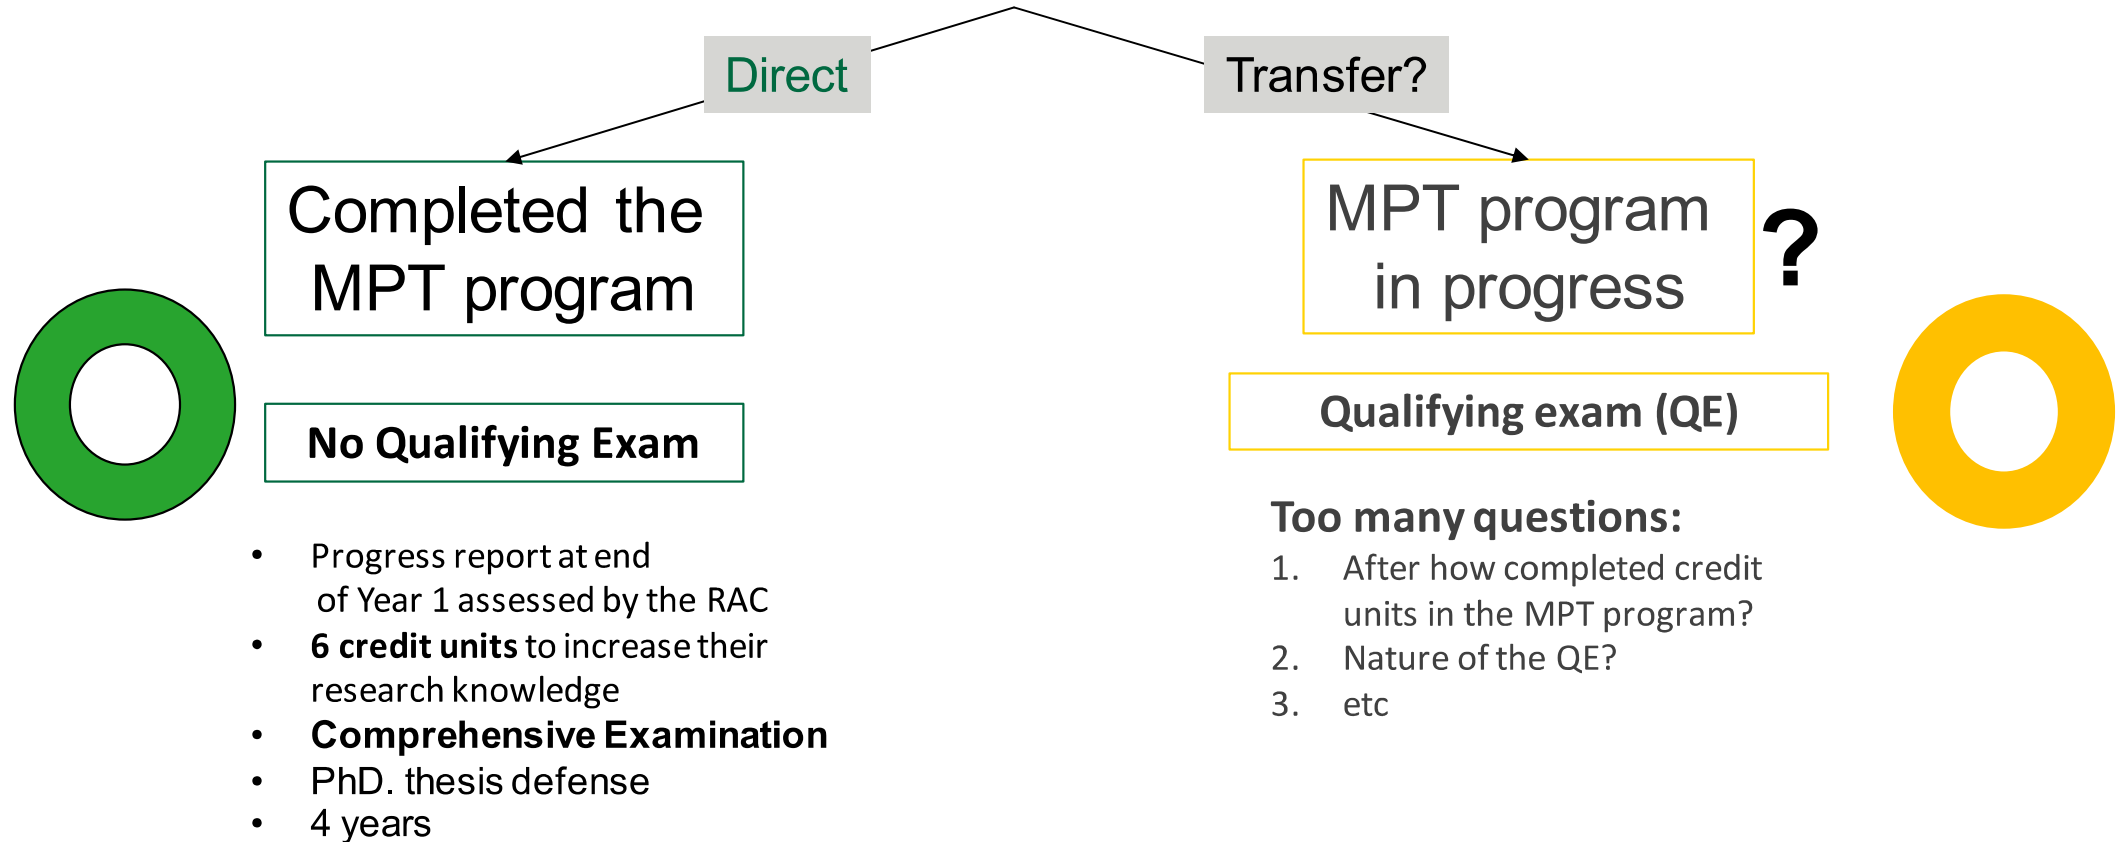 Direct
Transfer?
Completed the
MPT program
No Qualifying Exam
• Progress report at end
of Year 1 assessed by the RAC
• 6 credit units to increase their
research knowledge
• Comprehensive Examination
• PhD. thesis defense
• 4 years
MPT program
in progress
?
Qualifying exam (QE)
Too many questions:
1. After how completed credit
units in the MPT program?
2. Nature of the QE?
3. etc